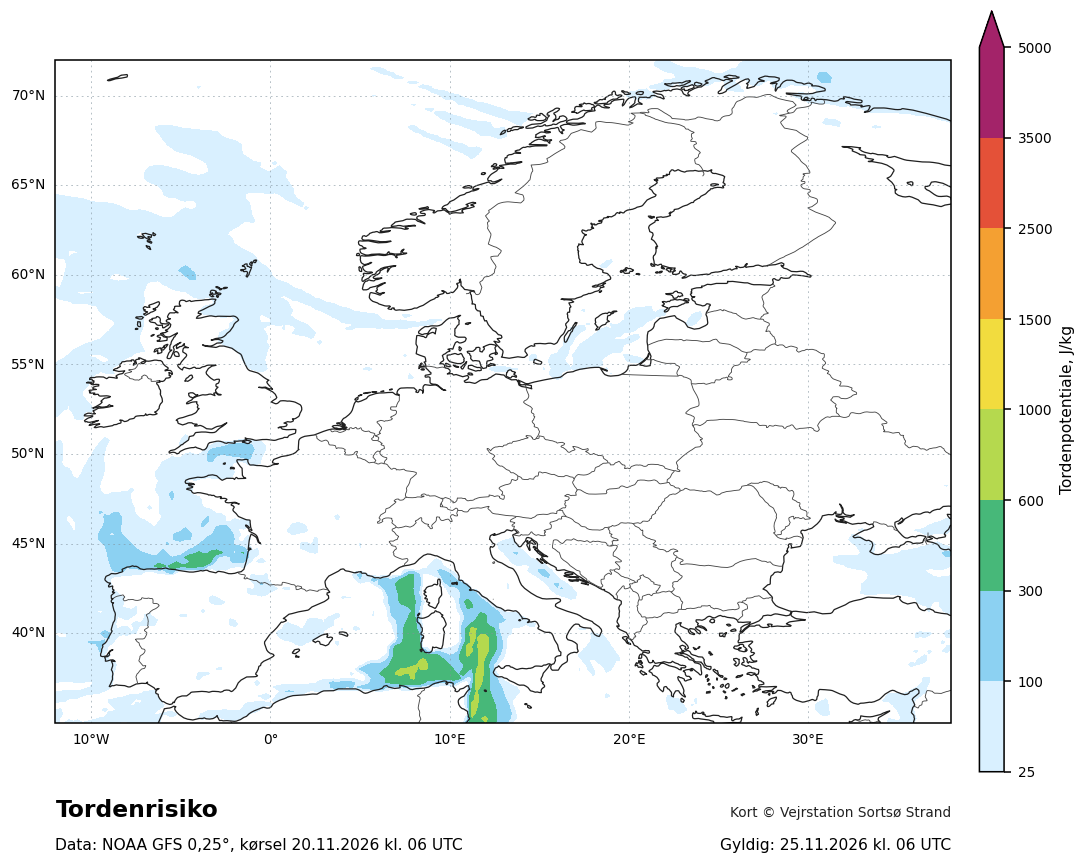 5000
3500
2500
1500
1000
600
300
100
25
Tordenpotentiale, J/kg
70°N
65°N
60°N
55°N
50°N
45°N
40°N
10°W
0°
10°E
20°E
30°E
Tordenrisiko
Kort © Vejrstation Sortsø Strand
Data: NOAA GFS 0,25°, kørsel 20.11.2026 kl. 06 UTC
Gyldig: 25.11.2026 kl. 06 UTC